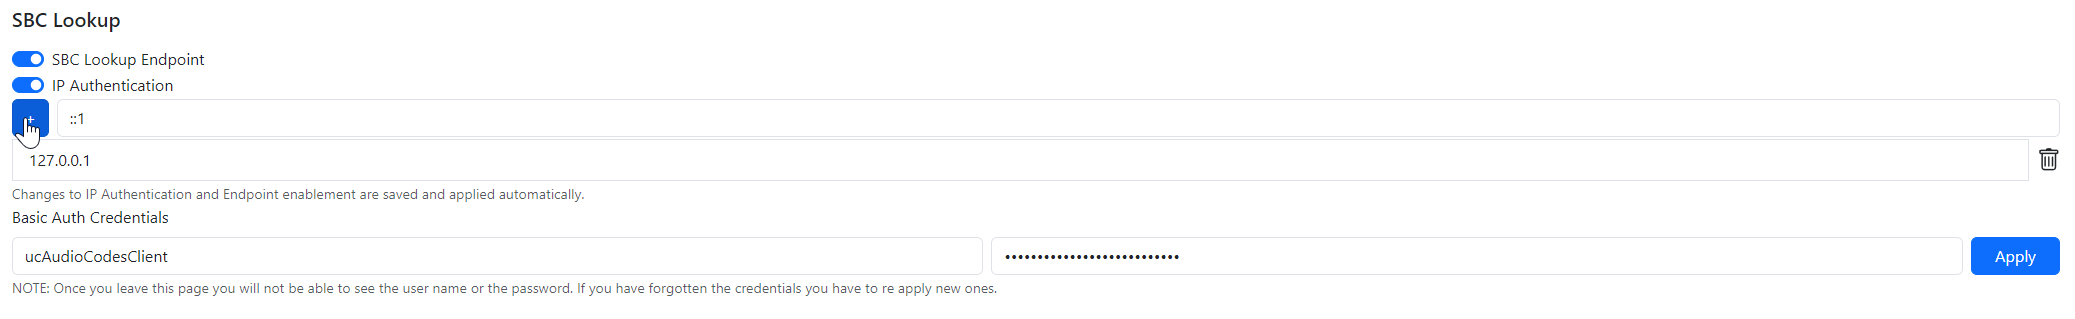 SBC Lookup
SBC Lookup Endpoint
IP Authentication
+ ::1
127.0.0.1
Changes to IP Authentication and Endpoint enablement are saved and applied automatically.
Basic Auth Credentials
ucAudioCodesClient ••••••••••••••••••••••••••• Apply
NOTE: Once you leave this page you will not be able to see the user name or the password. If you have forgotten the credentials you have to re apply new ones.